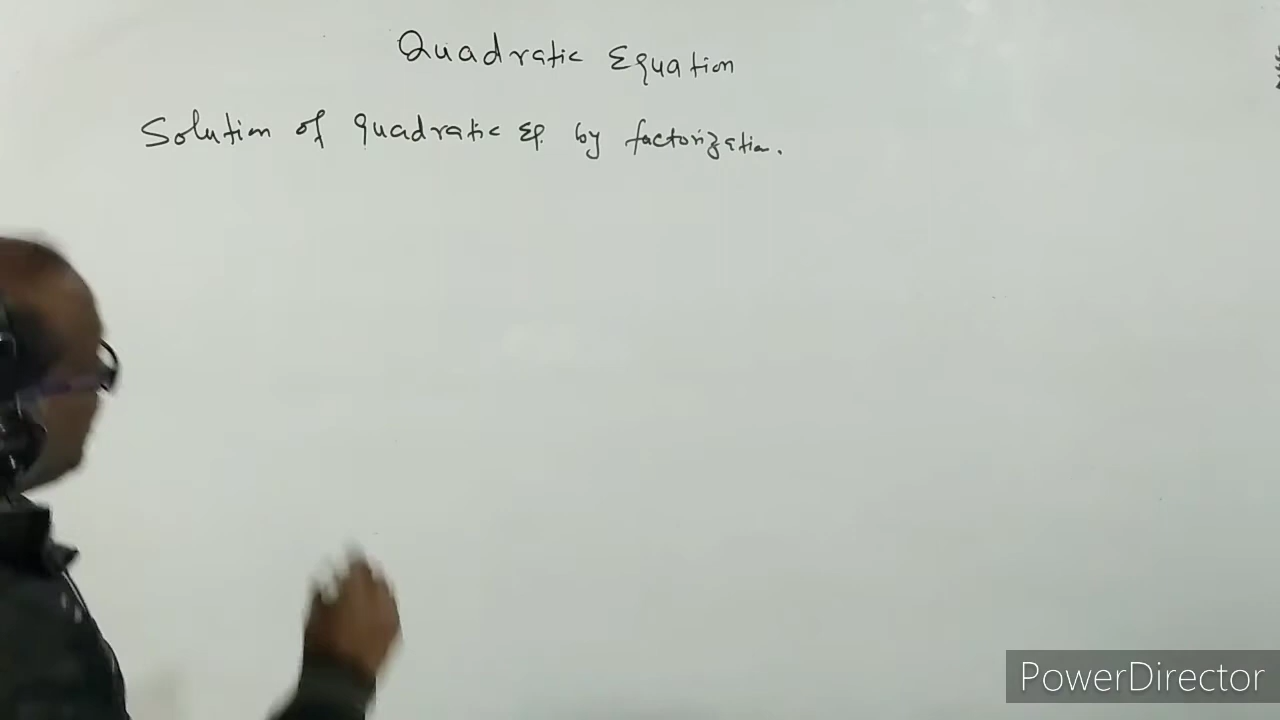 Quadratic Equation
Solution of quadratic Eq. by factorization.
PowerDirector